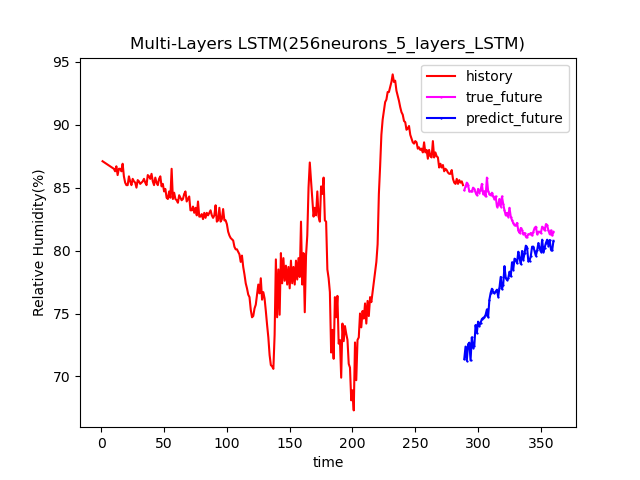 Multi-Layers LSTM(256neurons_5_layers_LSTM)
history
true_future
predict_future
Relative Humidity(%)
95
90
85
80
75
70
0 50 100 150 200 250 300 350
time